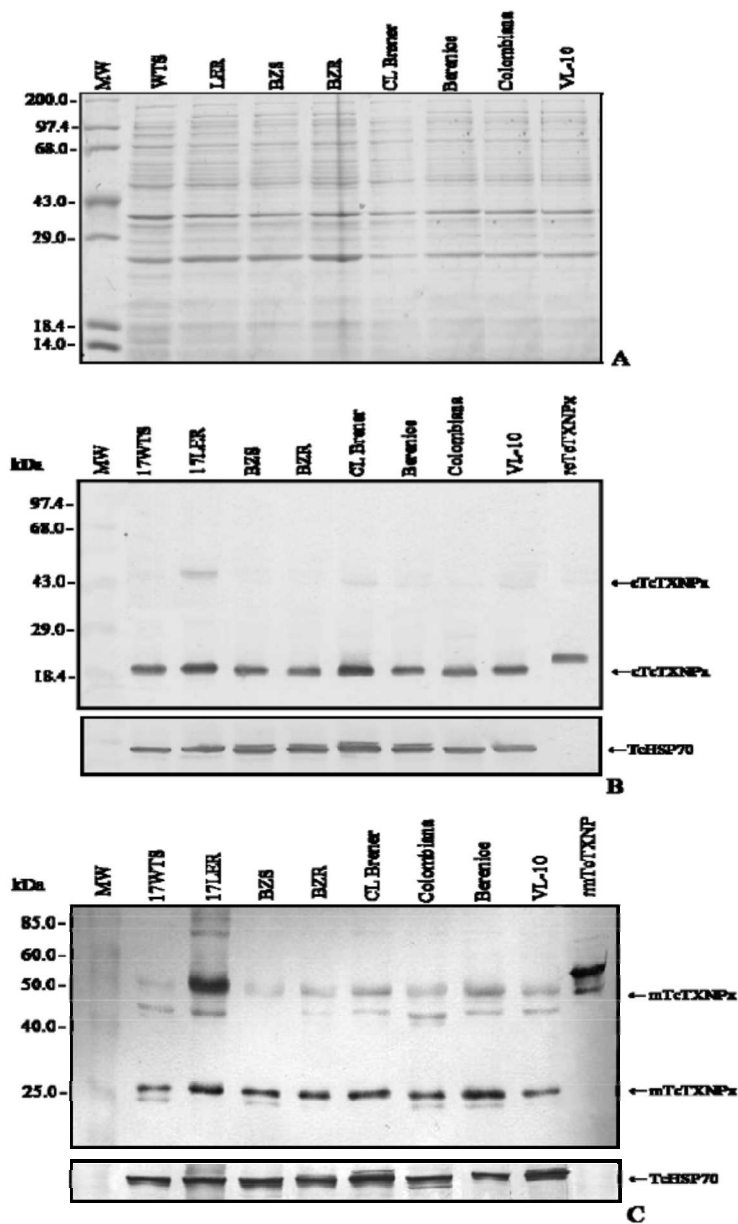 MW WTS LER BZS BZR CL Brener Berenice Colombiana VL-10
200.0-
97.4-
68.0-
43.0-
29.0-
18.4-
14.0-
A
kDa MW 17WTS 17LER BZS BZR CL Brener Berenice Colombiana VL-10 rcTcTXNPx
97.4-
68.0-
43.0- ←cTcTXNPx
29.0-
18.4- ←cTcTXNPx
←TcHSP70
B
kDa MW 17WTS 17LER BZS BZR CL Brener Colombiana Berenice VL-10 rmTcTXNP
85.0-
60.0-
50.0- ←mTcTXNPx
40.0-
25.0- ←mTcTXNPx
←TcHSP70
C